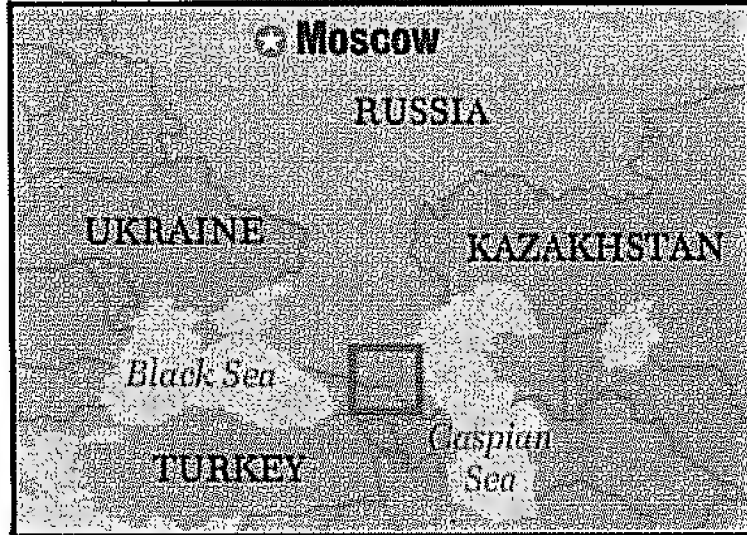 Moscow
RUSSIA
UKRAINE
KAZAKHSTAN
Black Sea
Caspian
Sea
TURKEY